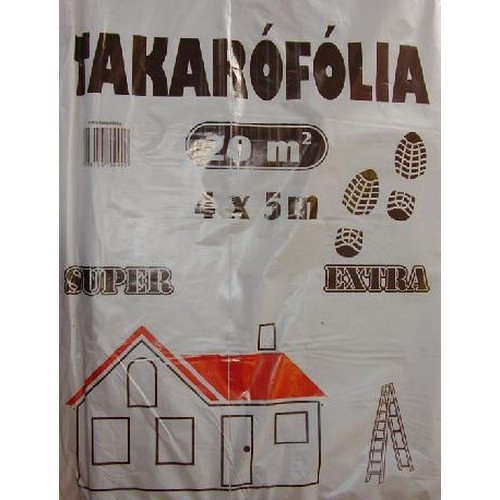 TAKARÓFÓLIA
20 m²
4 x 5 m
SUPER EXTRA